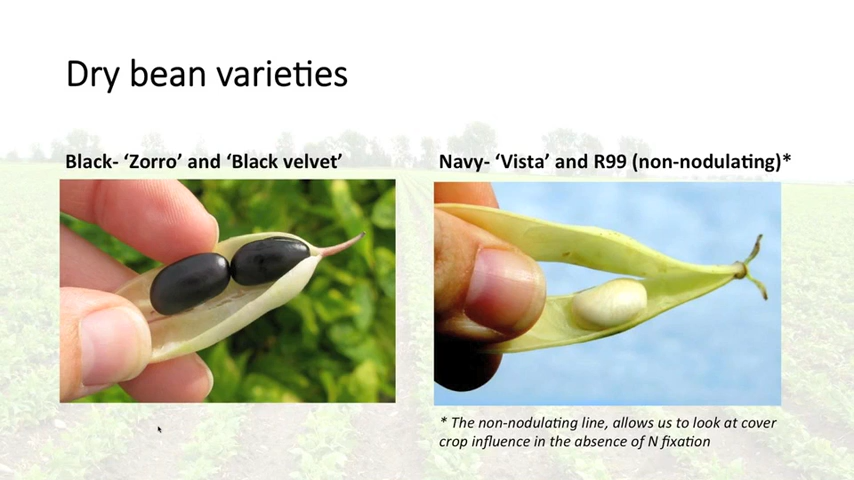 Dry bean varieties
Black- ‘Zorro’ and ‘Black velvet’
Navy- ‘Vista’ and R99 (non-nodulating)*
* The non-nodulating line, allows us to look at cover
crop influence in the absence of N fixation